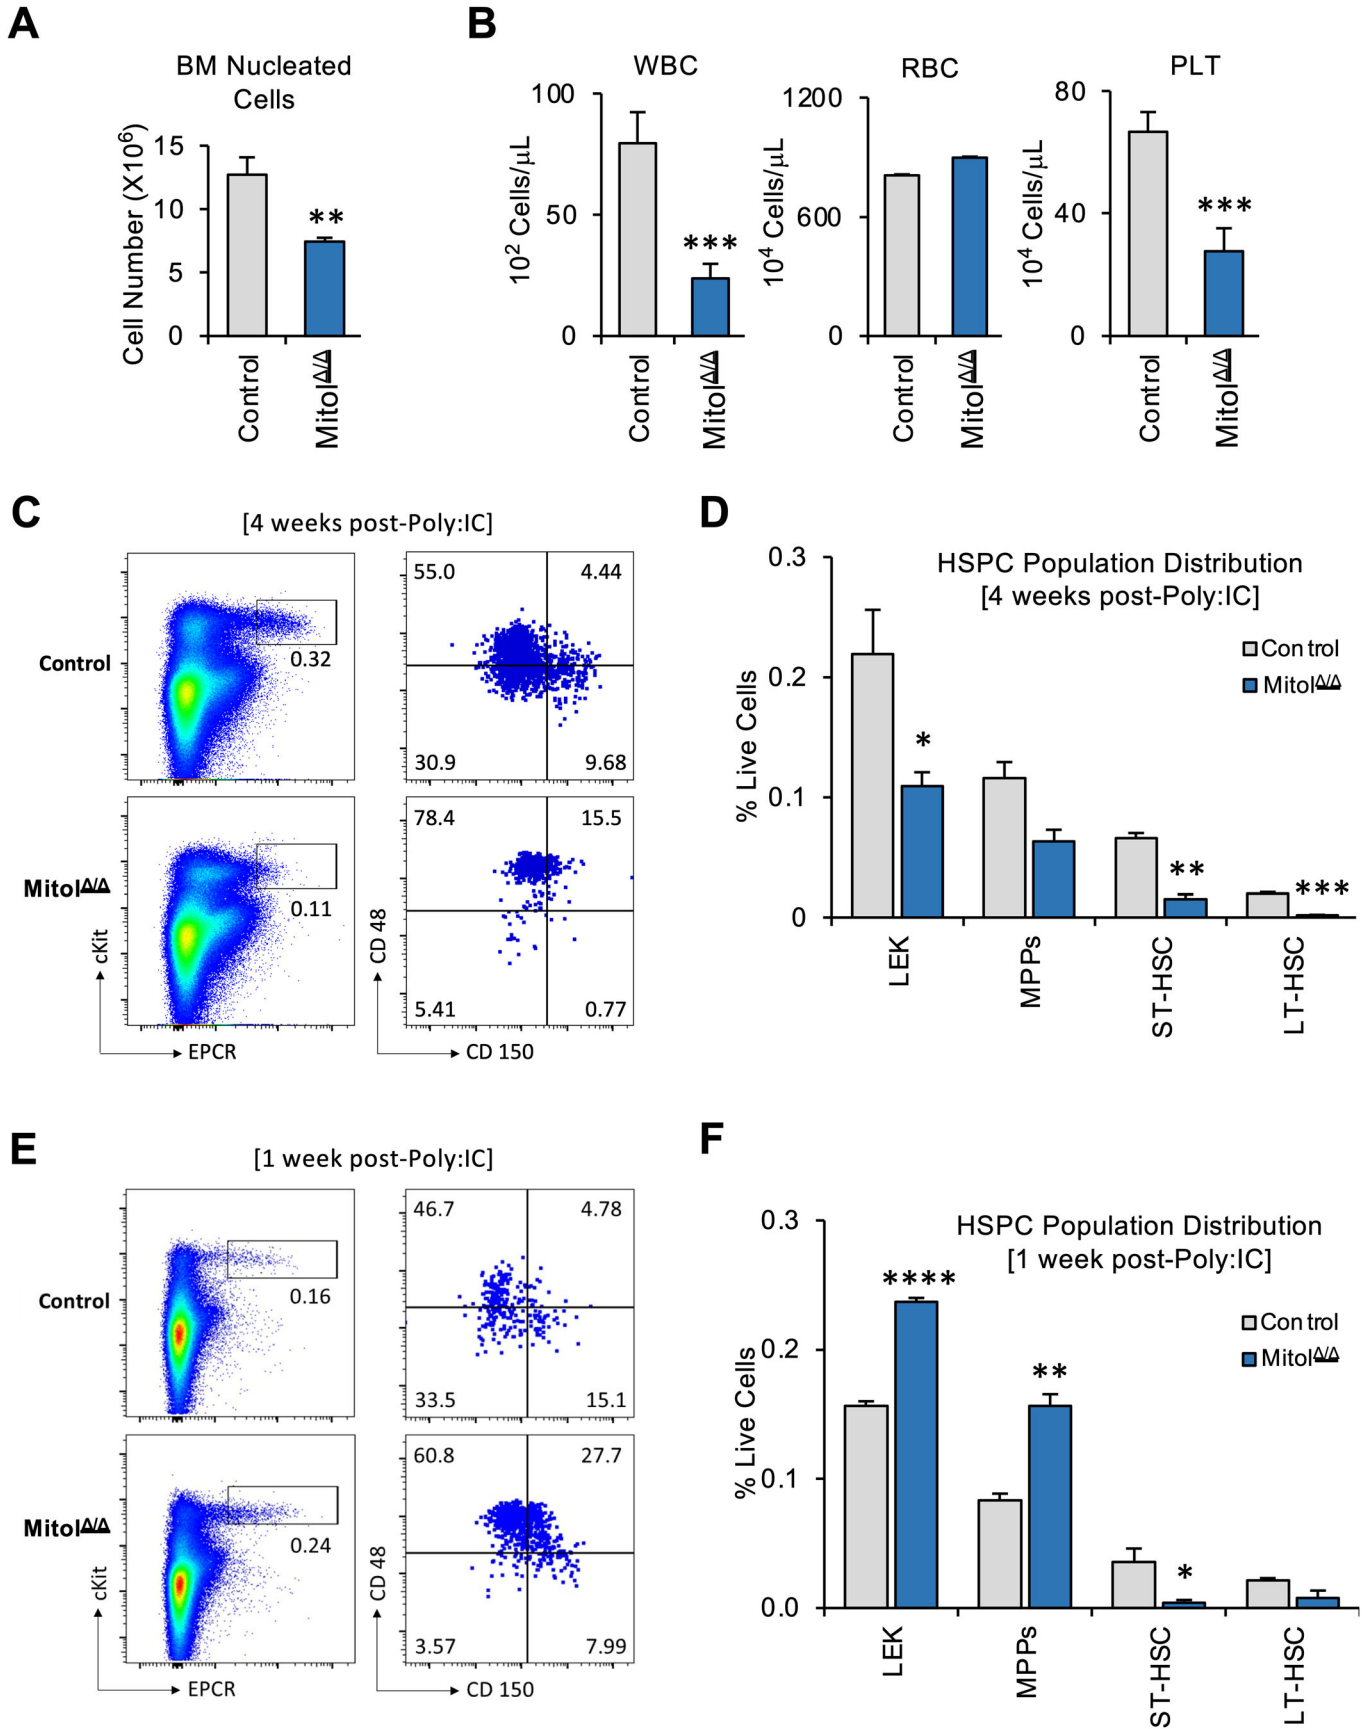 A
BM Nucleated
Cells
Cell Number (X10⁶)
15
10
5
0
**
Control
Mitol^Δ/Δ
B
WBC
10² Cells/μL
100
50
0
***
Control
Mitol^Δ/Δ
RBC
10⁴ Cells/μL
1200
600
0
Control
Mitol^Δ/Δ
PLT
10⁴ Cells/μL
80
40
0
***
Control
Mitol^Δ/Δ
C
[4 weeks post-Poly:IC]
Control
0.32
55.0 4.44
30.9 9.68
Mitol^Δ/Δ
0.11
78.4 15.5
5.41 0.77
cKit
EPCR
CD 48
CD 150
D
HSPC Population Distribution
[4 weeks post-Poly:IC]
Control
Mitol^Δ/Δ
% Live Cells
0.3
0.2
0.1
0
*
**
***
LEK
MPPs
ST-HSC
LT-HSC
E
[1 week post-Poly:IC]
Control
0.16
46.7 4.78
33.5 15.1
Mitol^Δ/Δ
0.24
60.8 27.7
3.57 7.99
cKit
EPCR
CD 48
CD 150
F
HSPC Population Distribution
[1 week post-Poly:IC]
Control
Mitol^Δ/Δ
% Live Cells
0.3
0.2
0.1
0.0
****
**
*
LEK
MPPs
ST-HSC
LT-HSC